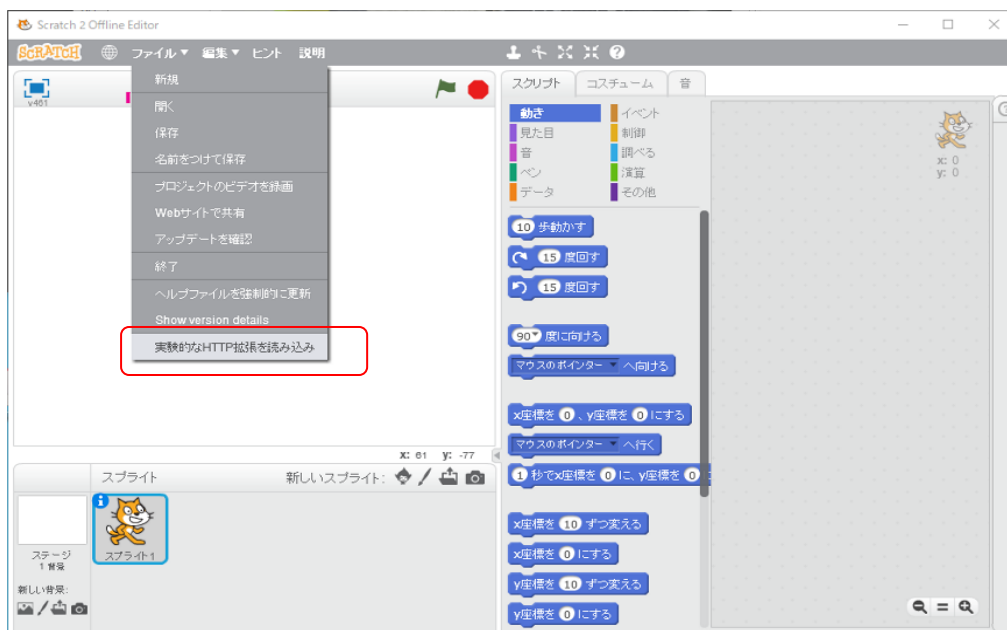 Scratch 2 Offline Editor
SCRATCH ファイル▼ 編集▼ ヒント 説明
新規
開く
保存
名前をつけて保存
プロジェクトのビデオを録画
Webサイトで共有
アップデートを確認
終了
ヘルプファイルを強制的に更新
Show version details
実験的なHTTP拡張を読み込み
v461
x: 61 y: -77
スプライト 新しいスプライト:
ステージ
1 背景
新しい背景:
スプライト1
スクリプト コスチューム 音
動き イベント
見た目 制御
音 調べる
ペン 演算
データ その他
10 歩動かす
15 度回す
15 度回す
90▼ 度に向ける
マウスのポインター ▼ へ向ける
x座標を 0 、y座標を 0 にする
マウスのポインター ▼ へ行く
1 秒でx座標を 0 に、y座標を 0
x座標を 10 ずつ変える
x座標を 0 にする
y座標を 10 ずつ変える
y座標を 0 にする
x: 0
y: 0